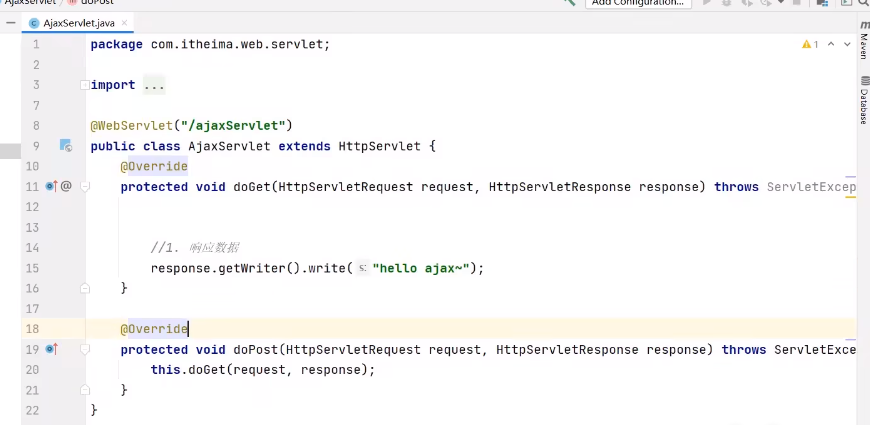 AjaxServlet
doPost
Add Configuration...
AjaxServlet.java ×
1 package com.itheima.web.servlet;
1
2
3 import ...
7
8 @WebServlet("/ajaxServlet")
9 public class AjaxServlet extends HttpServlet {
10 @Override
11 @ protected void doGet(HttpServletRequest request, HttpServletResponse response) throws ServletExcep
12
13
14 //1. 响应数据
15 response.getWriter().write( s: "hello ajax~");
16 }
17
18 @Override
19 protected void doPost(HttpServletRequest request, HttpServletResponse response) throws ServletExce
20 this.doGet(request, response);
21 }
22 }
Maven
Database